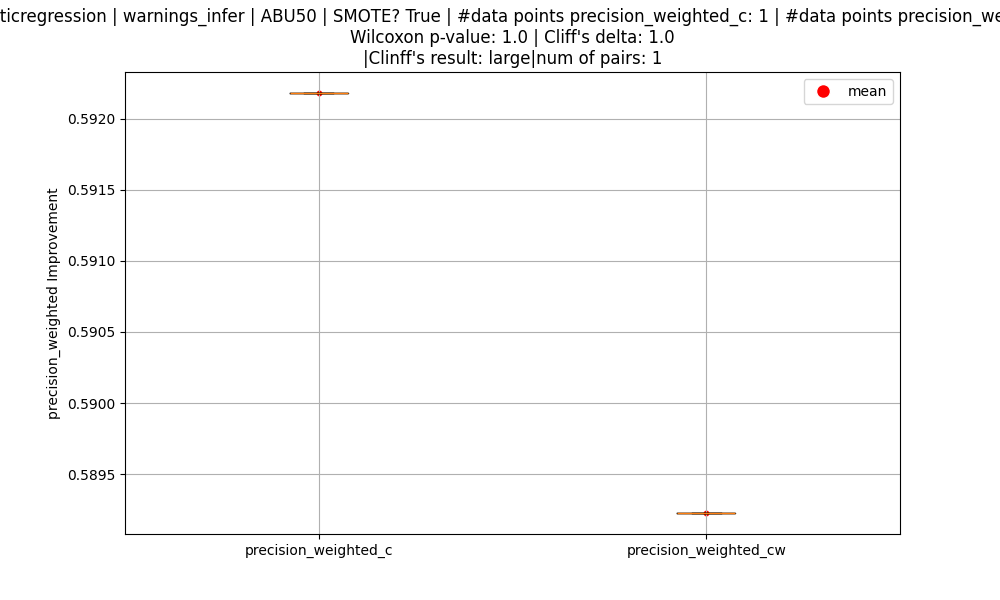 ticregression | warnings_infer | ABU50 | SMOTE? True | #data points precision_weighted_c: 1 | #data points precision_we
Wilcoxon p-value: 1.0 | Cliff's delta: 1.0
|Clinff's result: large|num of pairs: 1
mean
0.5920
0.5915
0.5910
0.5905
0.5900
0.5895
precision_weighted Improvement
precision_weighted_c
precision_weighted_cw